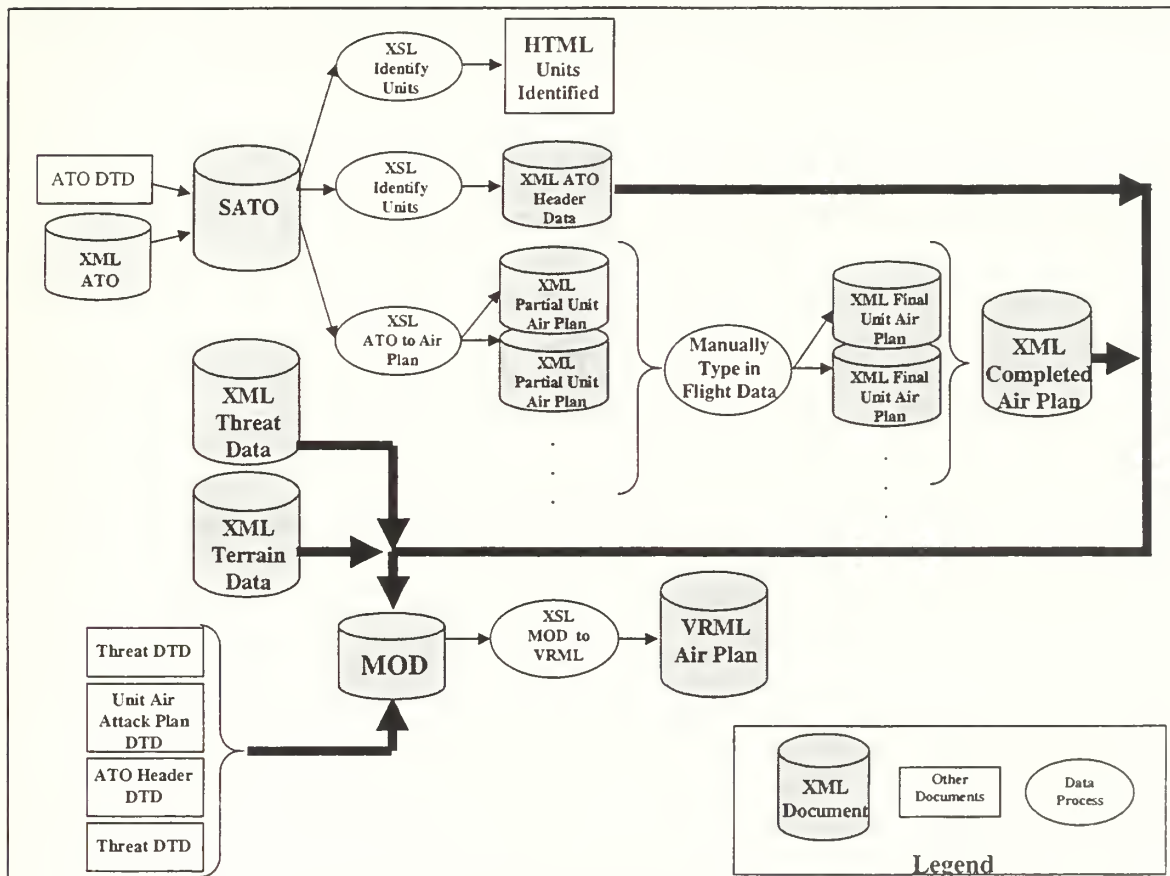 XSL
Identify
Units
HTML
Units
Identified
ATO DTD
XML
ATO
SATO
XSL
Identify
Units
XML ATO
Header
Data
XSL
ATO to Air
Plan
XML
Partial Unit
Air Plan
XML
Partial Unit
Air Plan
.
.
.
Manually
Type in
Flight Data
XML Final
Unit Air
Plan
XML Final
Unit Air
Plan
.
.
.
XML
Completed
Air Plan
XML
Threat
Data
XML
Terrain
Data
Threat DTD
Unit Air
Attack Plan
DTD
ATO Header
DTD
Threat DTD
MOD
XSL
MOD to
VRML
VRML
Air Plan
XML
Document
Other
Documents
Data
Process
Legend